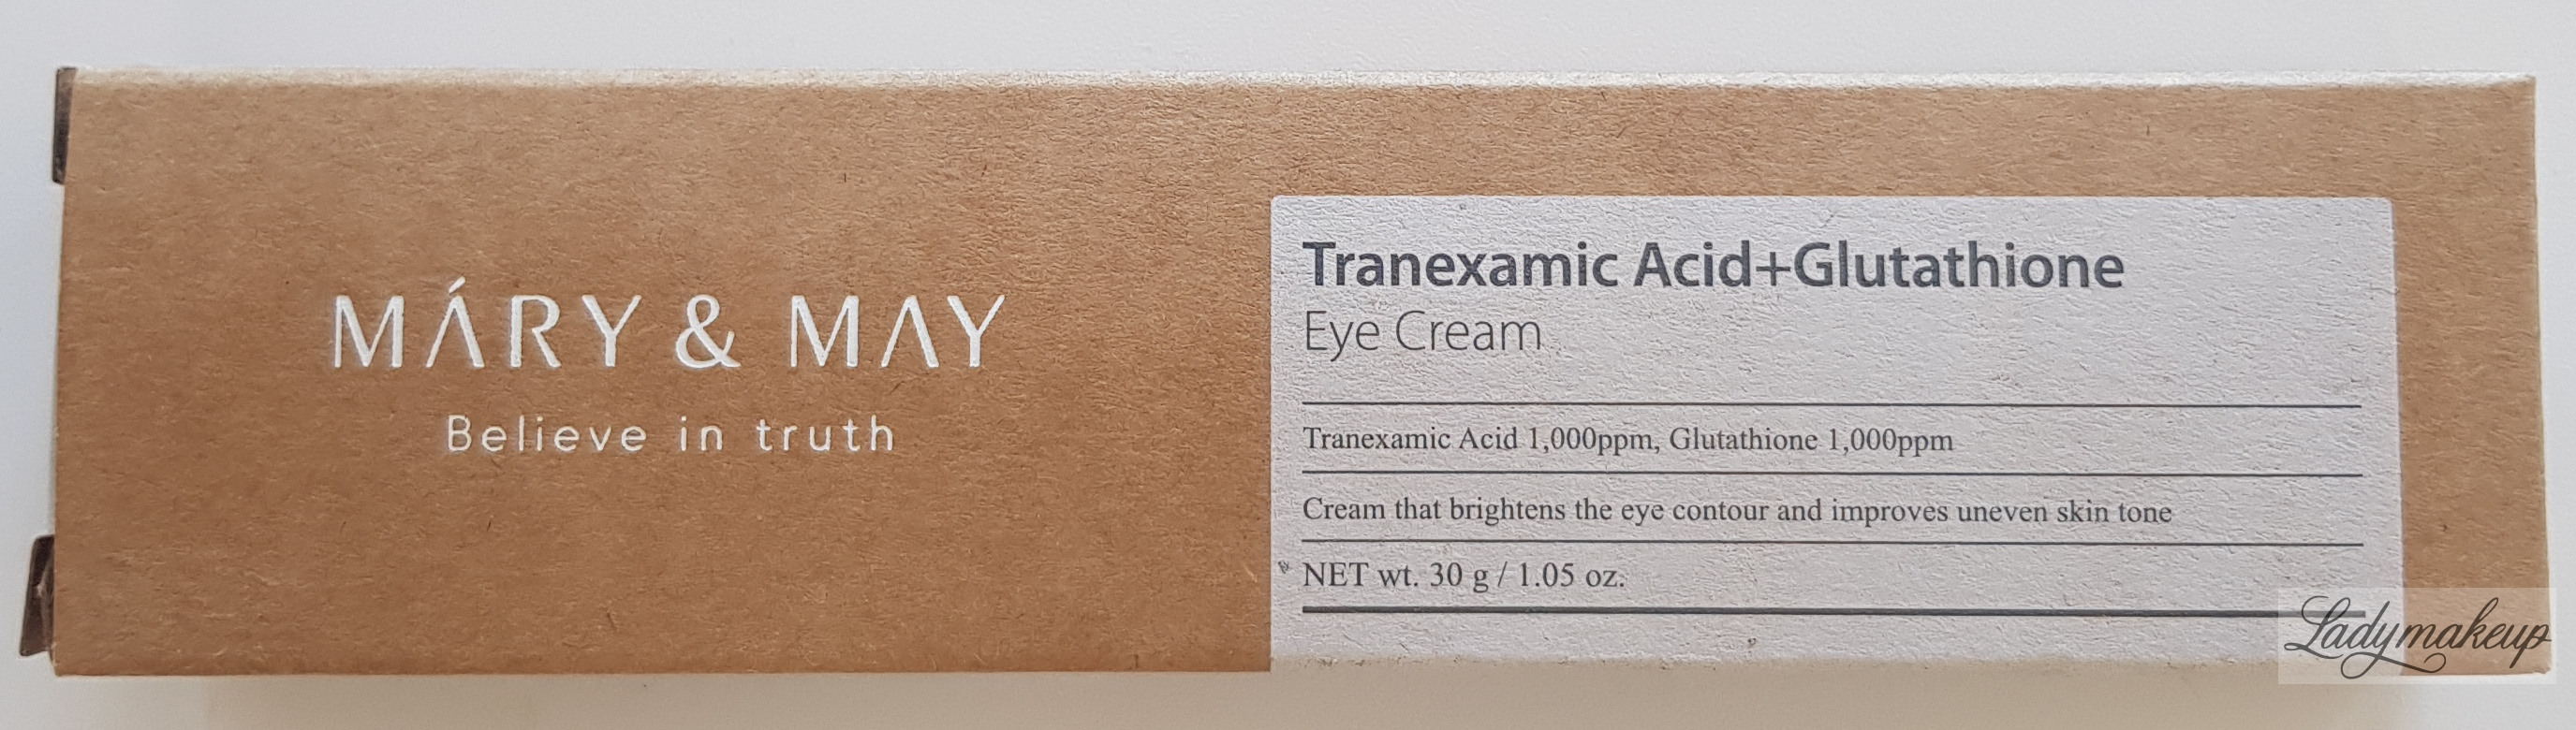 MÁRY & MAY
Believe in truth
Tranexamic Acid+Glutathione
Eye Cream
Tranexamic Acid 1,000ppm, Glutathione 1,000ppm
Cream that brightens the eye contour and improves uneven skin tone
NET wt. 30 g / 1.05 oz.
Ladymakeup